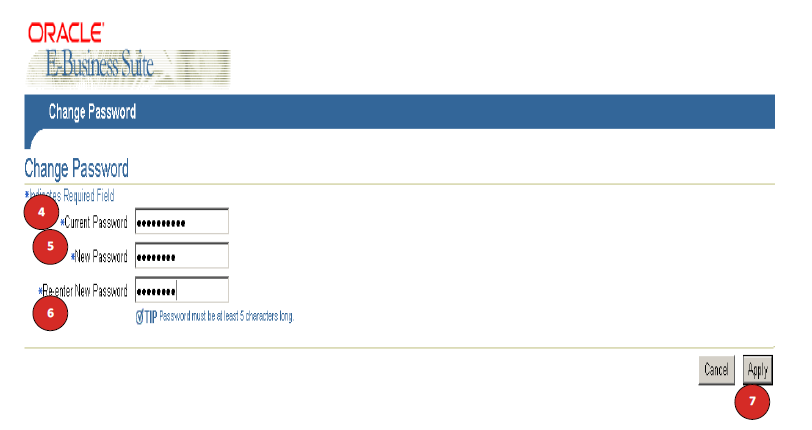 ORACLE
E-Business Suite
Change Password
Change Password
*Indicates Required Field
4
*Current Password ••••••••••
5
*New Password ••••••••
*Re-enter New Password ••••••••
6
TIP Password must be at least 5 characters long.
Cancel Apply
7